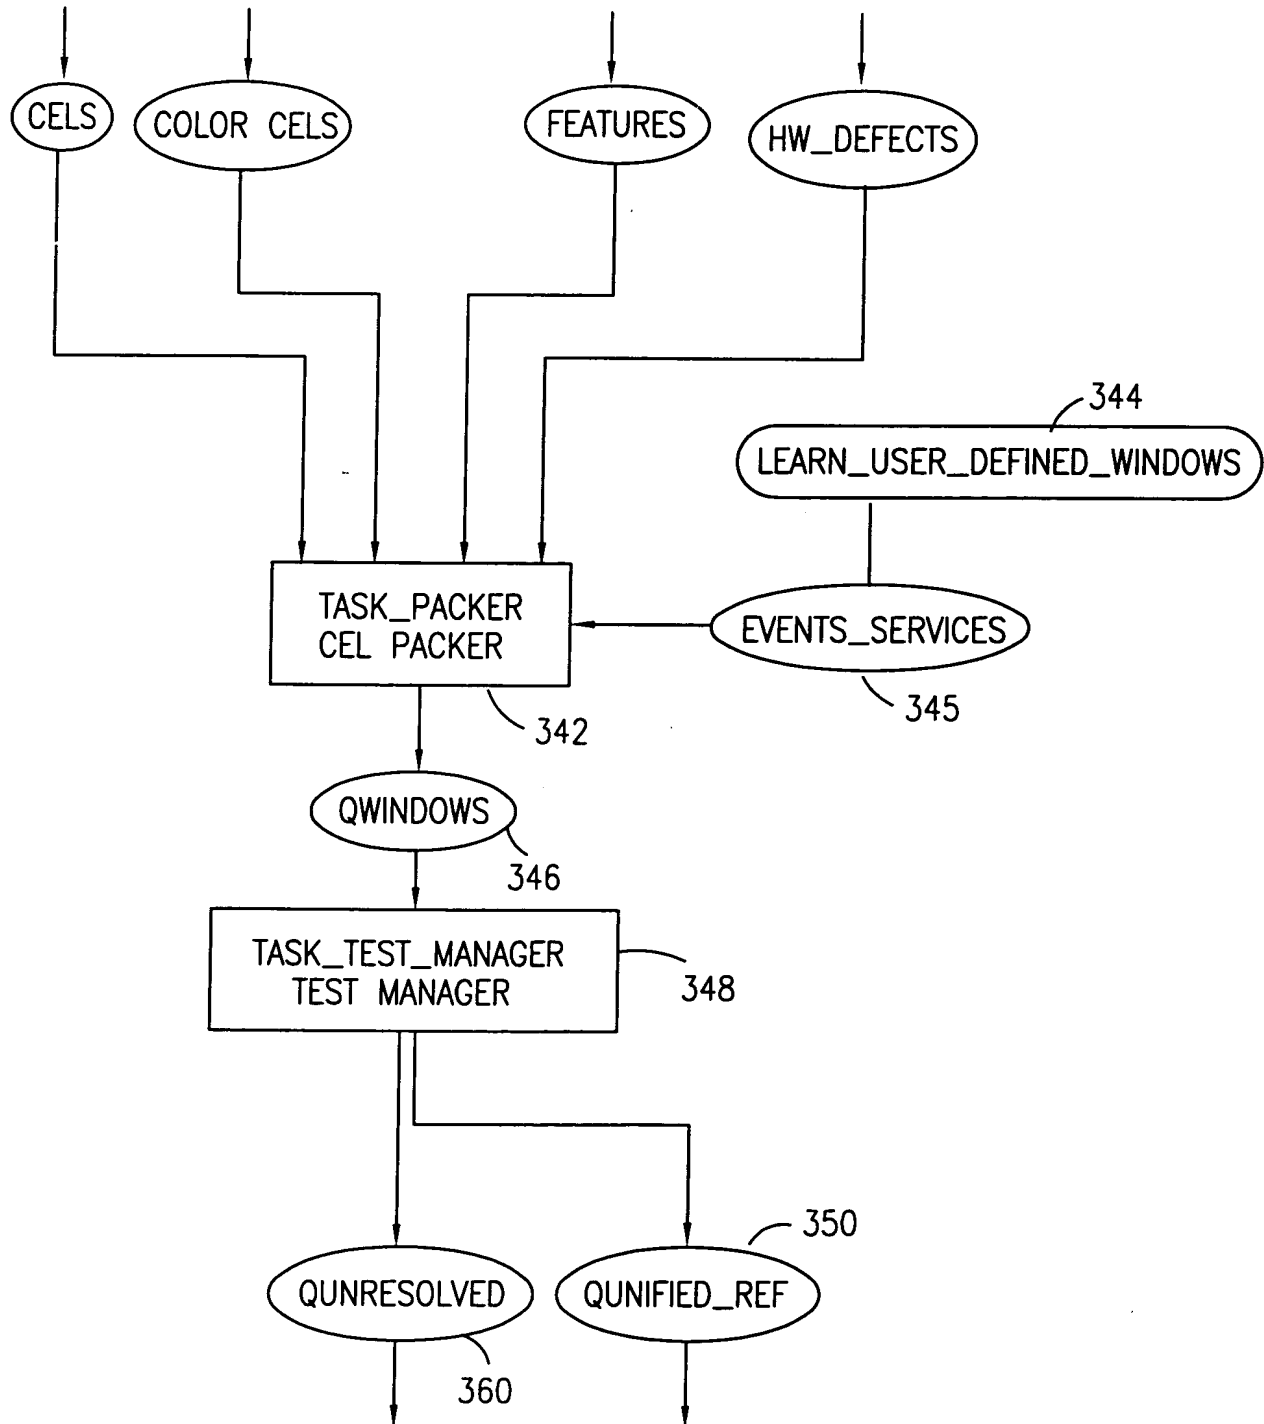 CELS
COLOR CELS
FEATURES
HW_DEFECTS
344
LEARN_USER_DEFINED_WINDOWS
TASK_PACKER
CEL PACKER
EVENTS_SERVICES
345
342
QWINDOWS
346
TASK_TEST_MANAGER
TEST MANAGER
348
350
QUNRESOLVED
QUNIFIED_REF
360